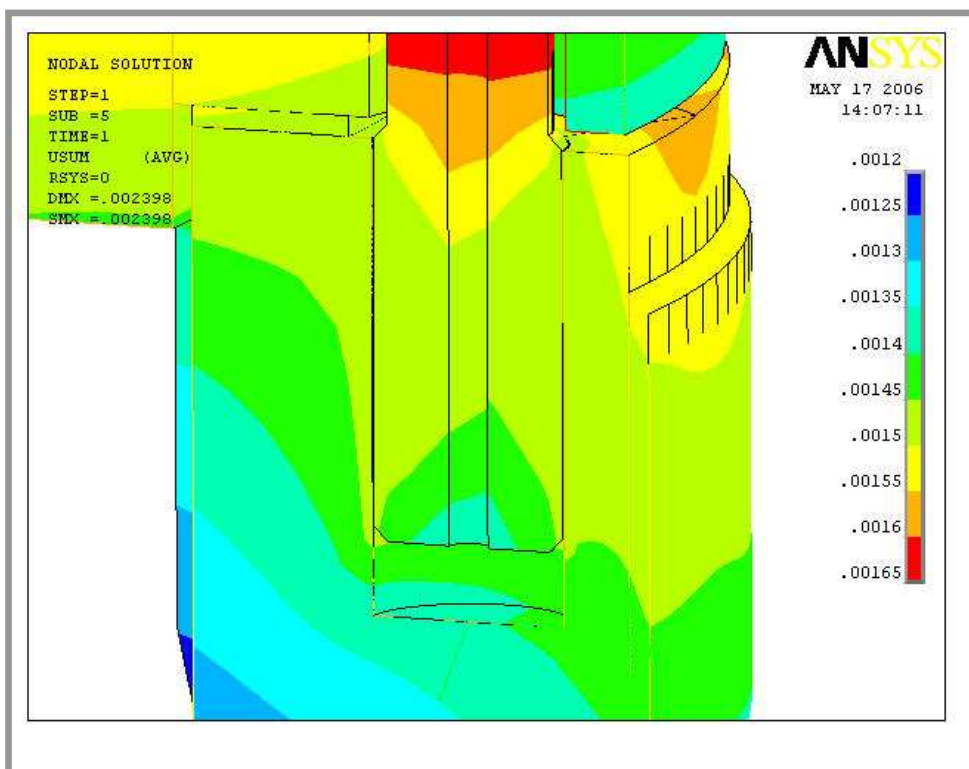 NODAL SOLUTION
STEP=1
SUB =5
TIME=1
USUM (AVG)
RSYS=0
DMX =.002398
SMX =.002398
ANSYS
MAY 17 2006
14:07:11
.0012
.00125
.0013
.00135
.0014
.00145
.0015
.00155
.0016
.00165